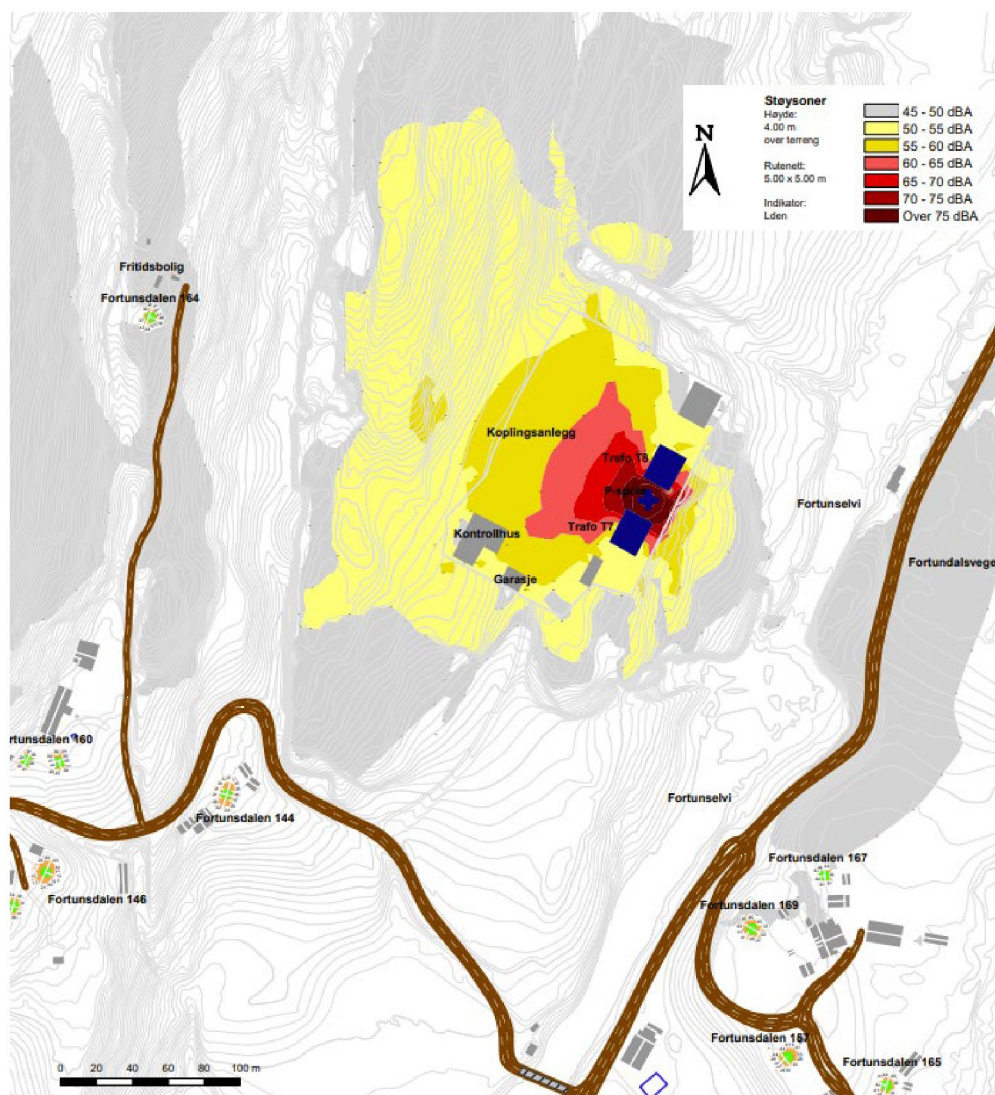 Støysoner
Høyde:
4.00 m
over terreng
Rutenett:
5.00 x 5.00 m
Indikator:
Lden
45 - 50 dBA
50 - 55 dBA
55 - 60 dBA
60 - 65 dBA
65 - 70 dBA
70 - 75 dBA
Over 75 dBA
N
Fritidsbolig
Fortunsdalen 164
Koplingsanlegg
Trafo T8
P-spole
Trafo T7
Kontrollhus
Garasje
Fortunselvi
Fortundalsvege
rtunsdalen 160
Fortunsdalen 144
Fortunselvi
Fortunsdalen 146
Fortunsdalen 167
Fortunsdalen 169
Fortunsdalen 157
Fortunsdalen 165
0 20 40 60 80 100 m